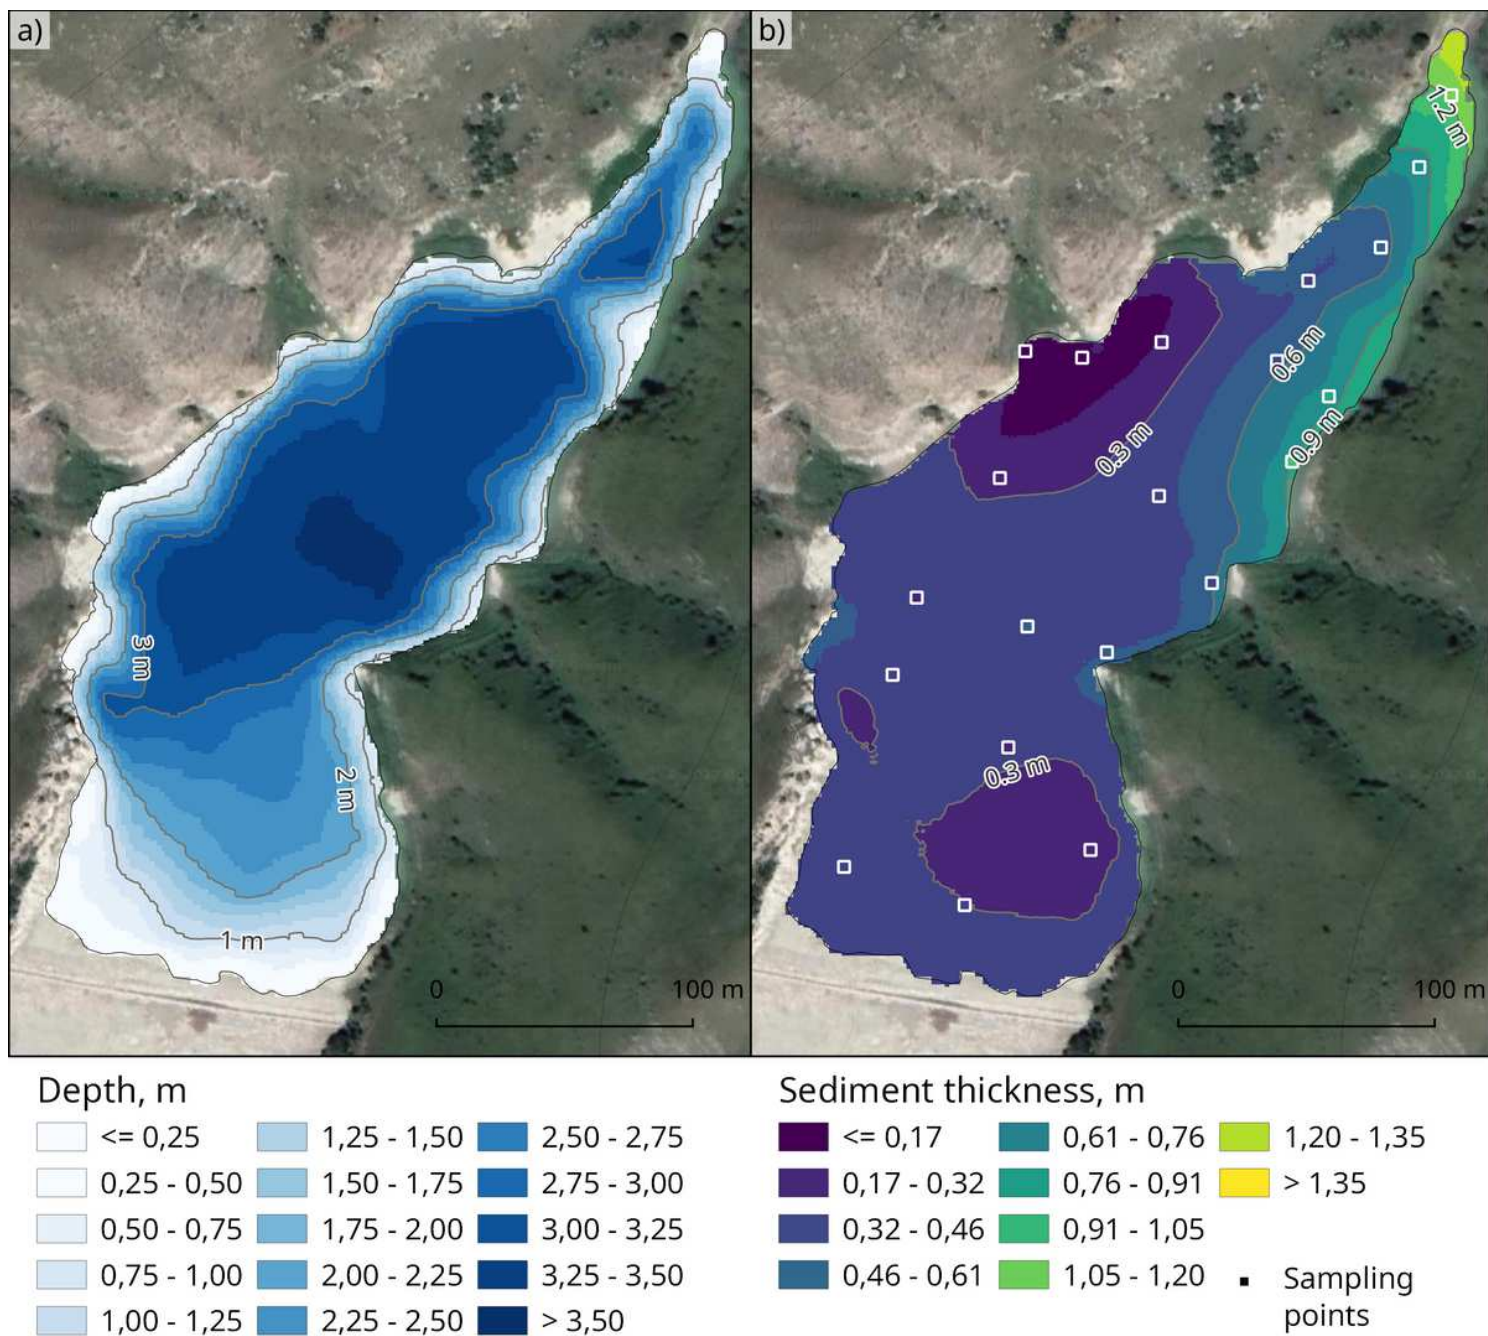 a)
3 m
2 m
1 m
0
100 m
b)
1.2 m
0.6 m
0.9 m
0.3 m
0.3 m
0
100 m
Depth, m
<= 0,25
0,25 - 0,50
0,50 - 0,75
0,75 - 1,00
1,00 - 1,25
1,25 - 1,50
1,50 - 1,75
1,75 - 2,00
2,00 - 2,25
2,25 - 2,50
2,50 - 2,75
2,75 - 3,00
3,00 - 3,25
3,25 - 3,50
> 3,50
Sediment thickness, m
<= 0,17
0,17 - 0,32
0,32 - 0,46
0,46 - 0,61
0,61 - 0,76
0,76 - 0,91
0,91 - 1,05
1,05 - 1,20
1,20 - 1,35
> 1,35
Sampling
points